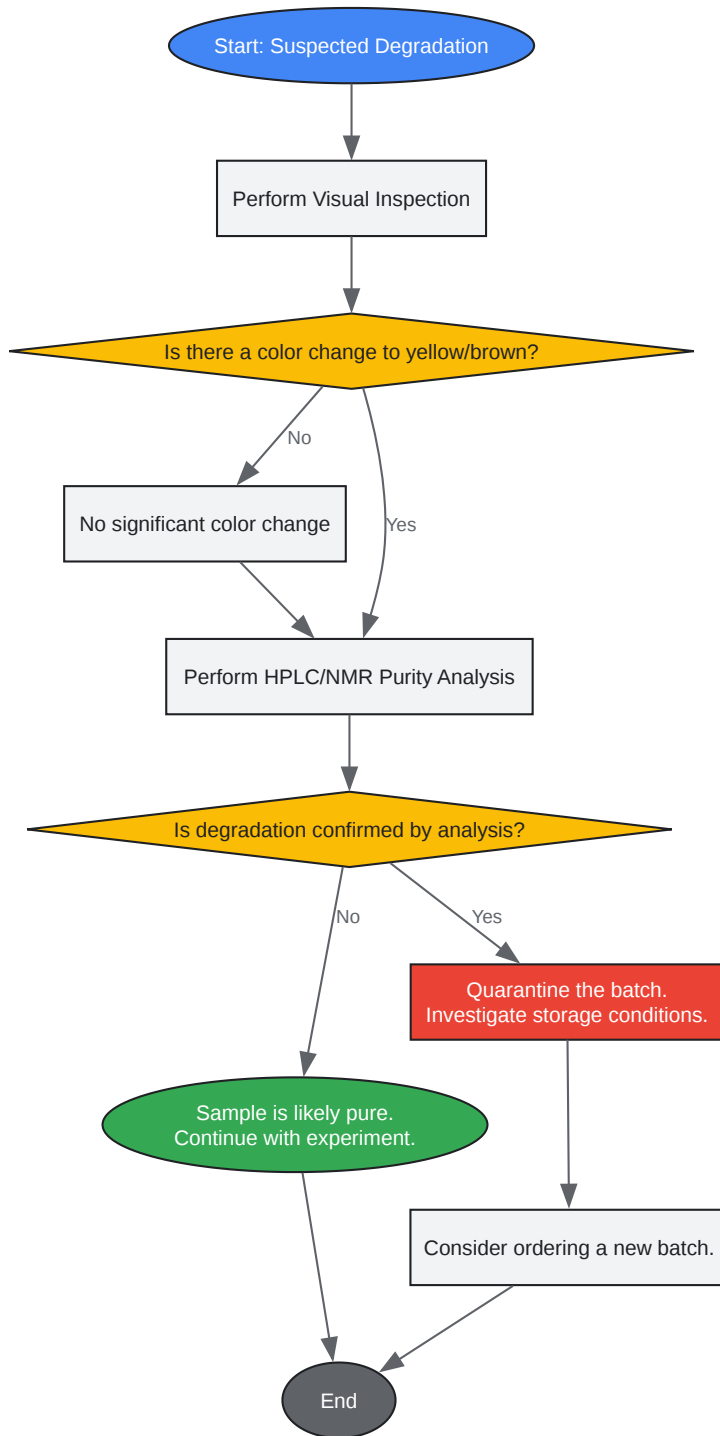 Start: Suspected Degradation
Perform Visual Inspection
Is there a color change to yellow/brown?
No
No significant color change
Yes
Perform HPLC/NMR Purity Analysis
Is degradation confirmed by analysis?
No
Yes
Quarantine the batch.
Investigate storage conditions.
Sample is likely pure.
Continue with experiment.
Consider ordering a new batch.
End